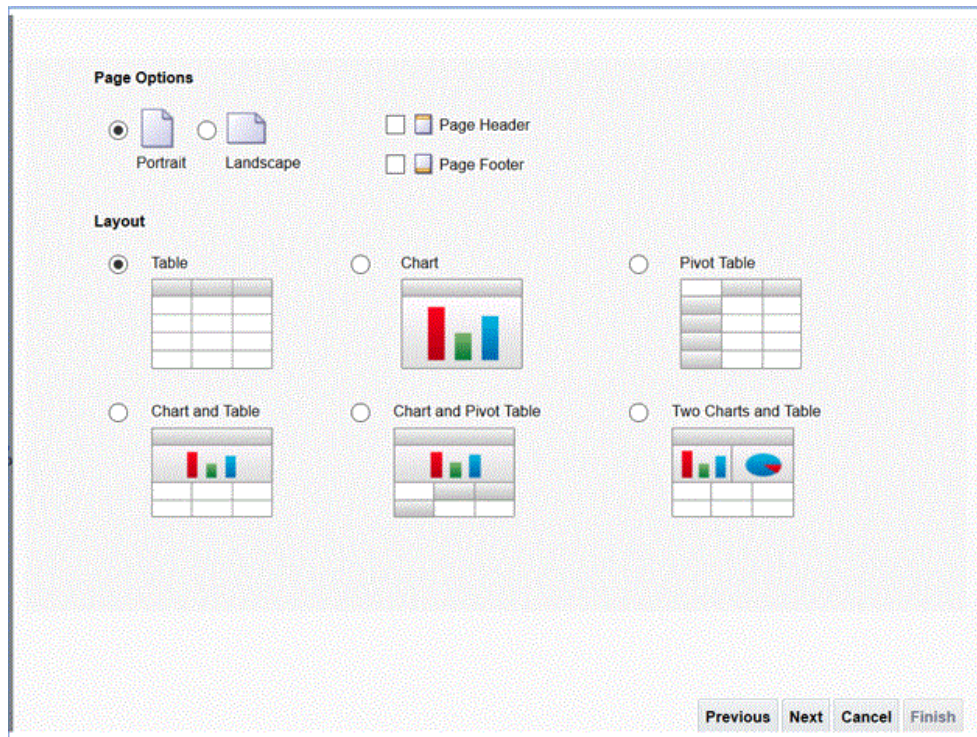 Page Options
Portrait Landscape
Page Header
Page Footer
Layout
Table Chart Pivot Table
Chart and Table Chart and Pivot Table Two Charts and Table
Previous Next Cancel Finish